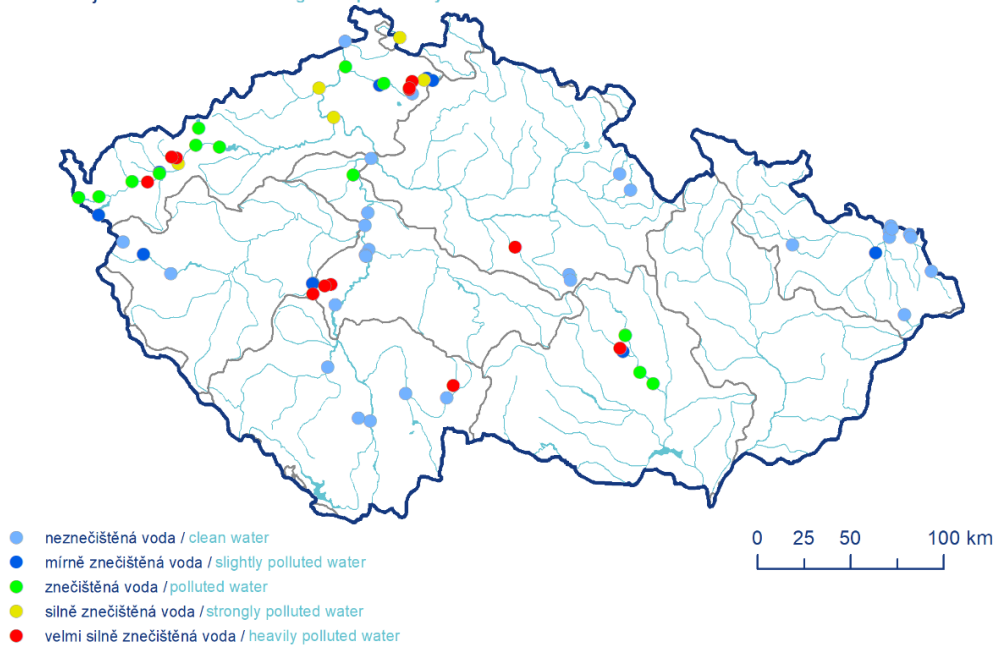 0 25 50 100 km
neznečištěná voda / clean water
mírně znečištěná voda / slightly polluted water
znečištěná voda / polluted water
silně znečištěná voda / strongly polluted water
velmi silně znečištěná voda / heavily polluted water